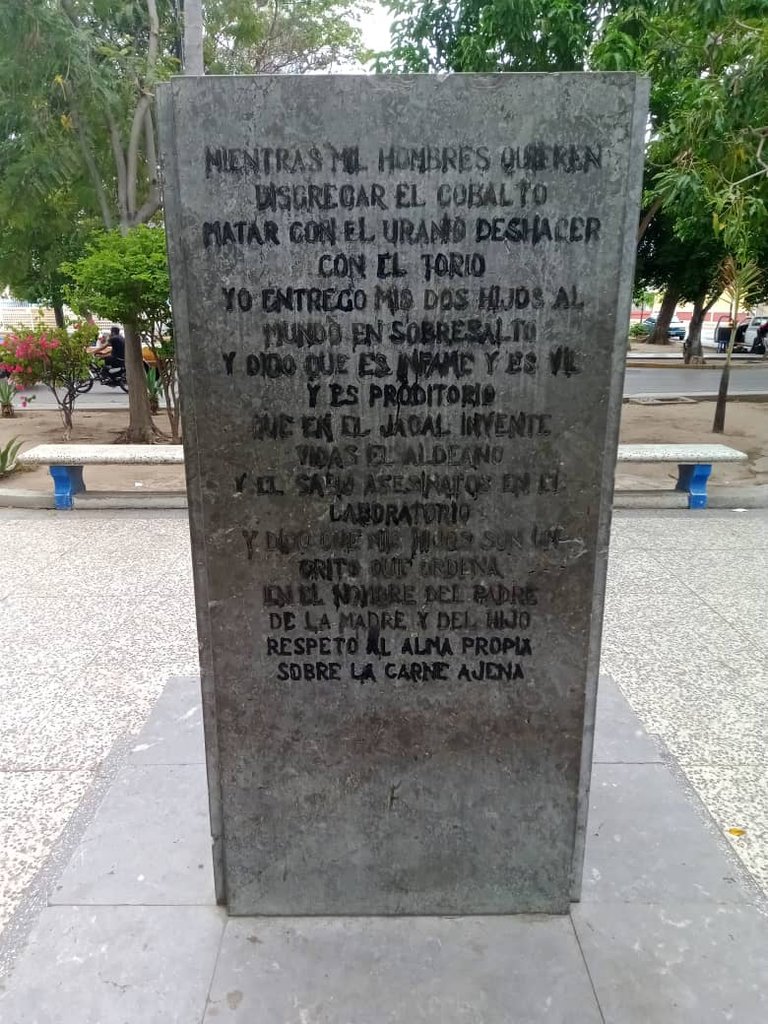 MIENTRAS MIL HOMBRES QUIEREN
DISGREGAR EL COBALTO
MATAR CON EL URANIO DESHACER
CON EL TORIO
YO ENTREGO MIS DOS HIJOS AL
MUNDO EN SOBRESALTO
Y DIGO QUE ES INFAME Y ES VIL
Y ES PRODITORIO
QUE EN EL JACAL INVENTE
VIDAS EL ALDEANO
Y EL SABIO ASESINATOS EN EL
LABORATORIO
Y DIGO QUE MIS HIJOS SON UN
GRITO QUE ORDENA
EN EL NOMBRE DEL PADRE
DE LA MADRE Y DEL HIJO
RESPETO AL ALMA PROPIA
SOBRE LA CARNE AJENA